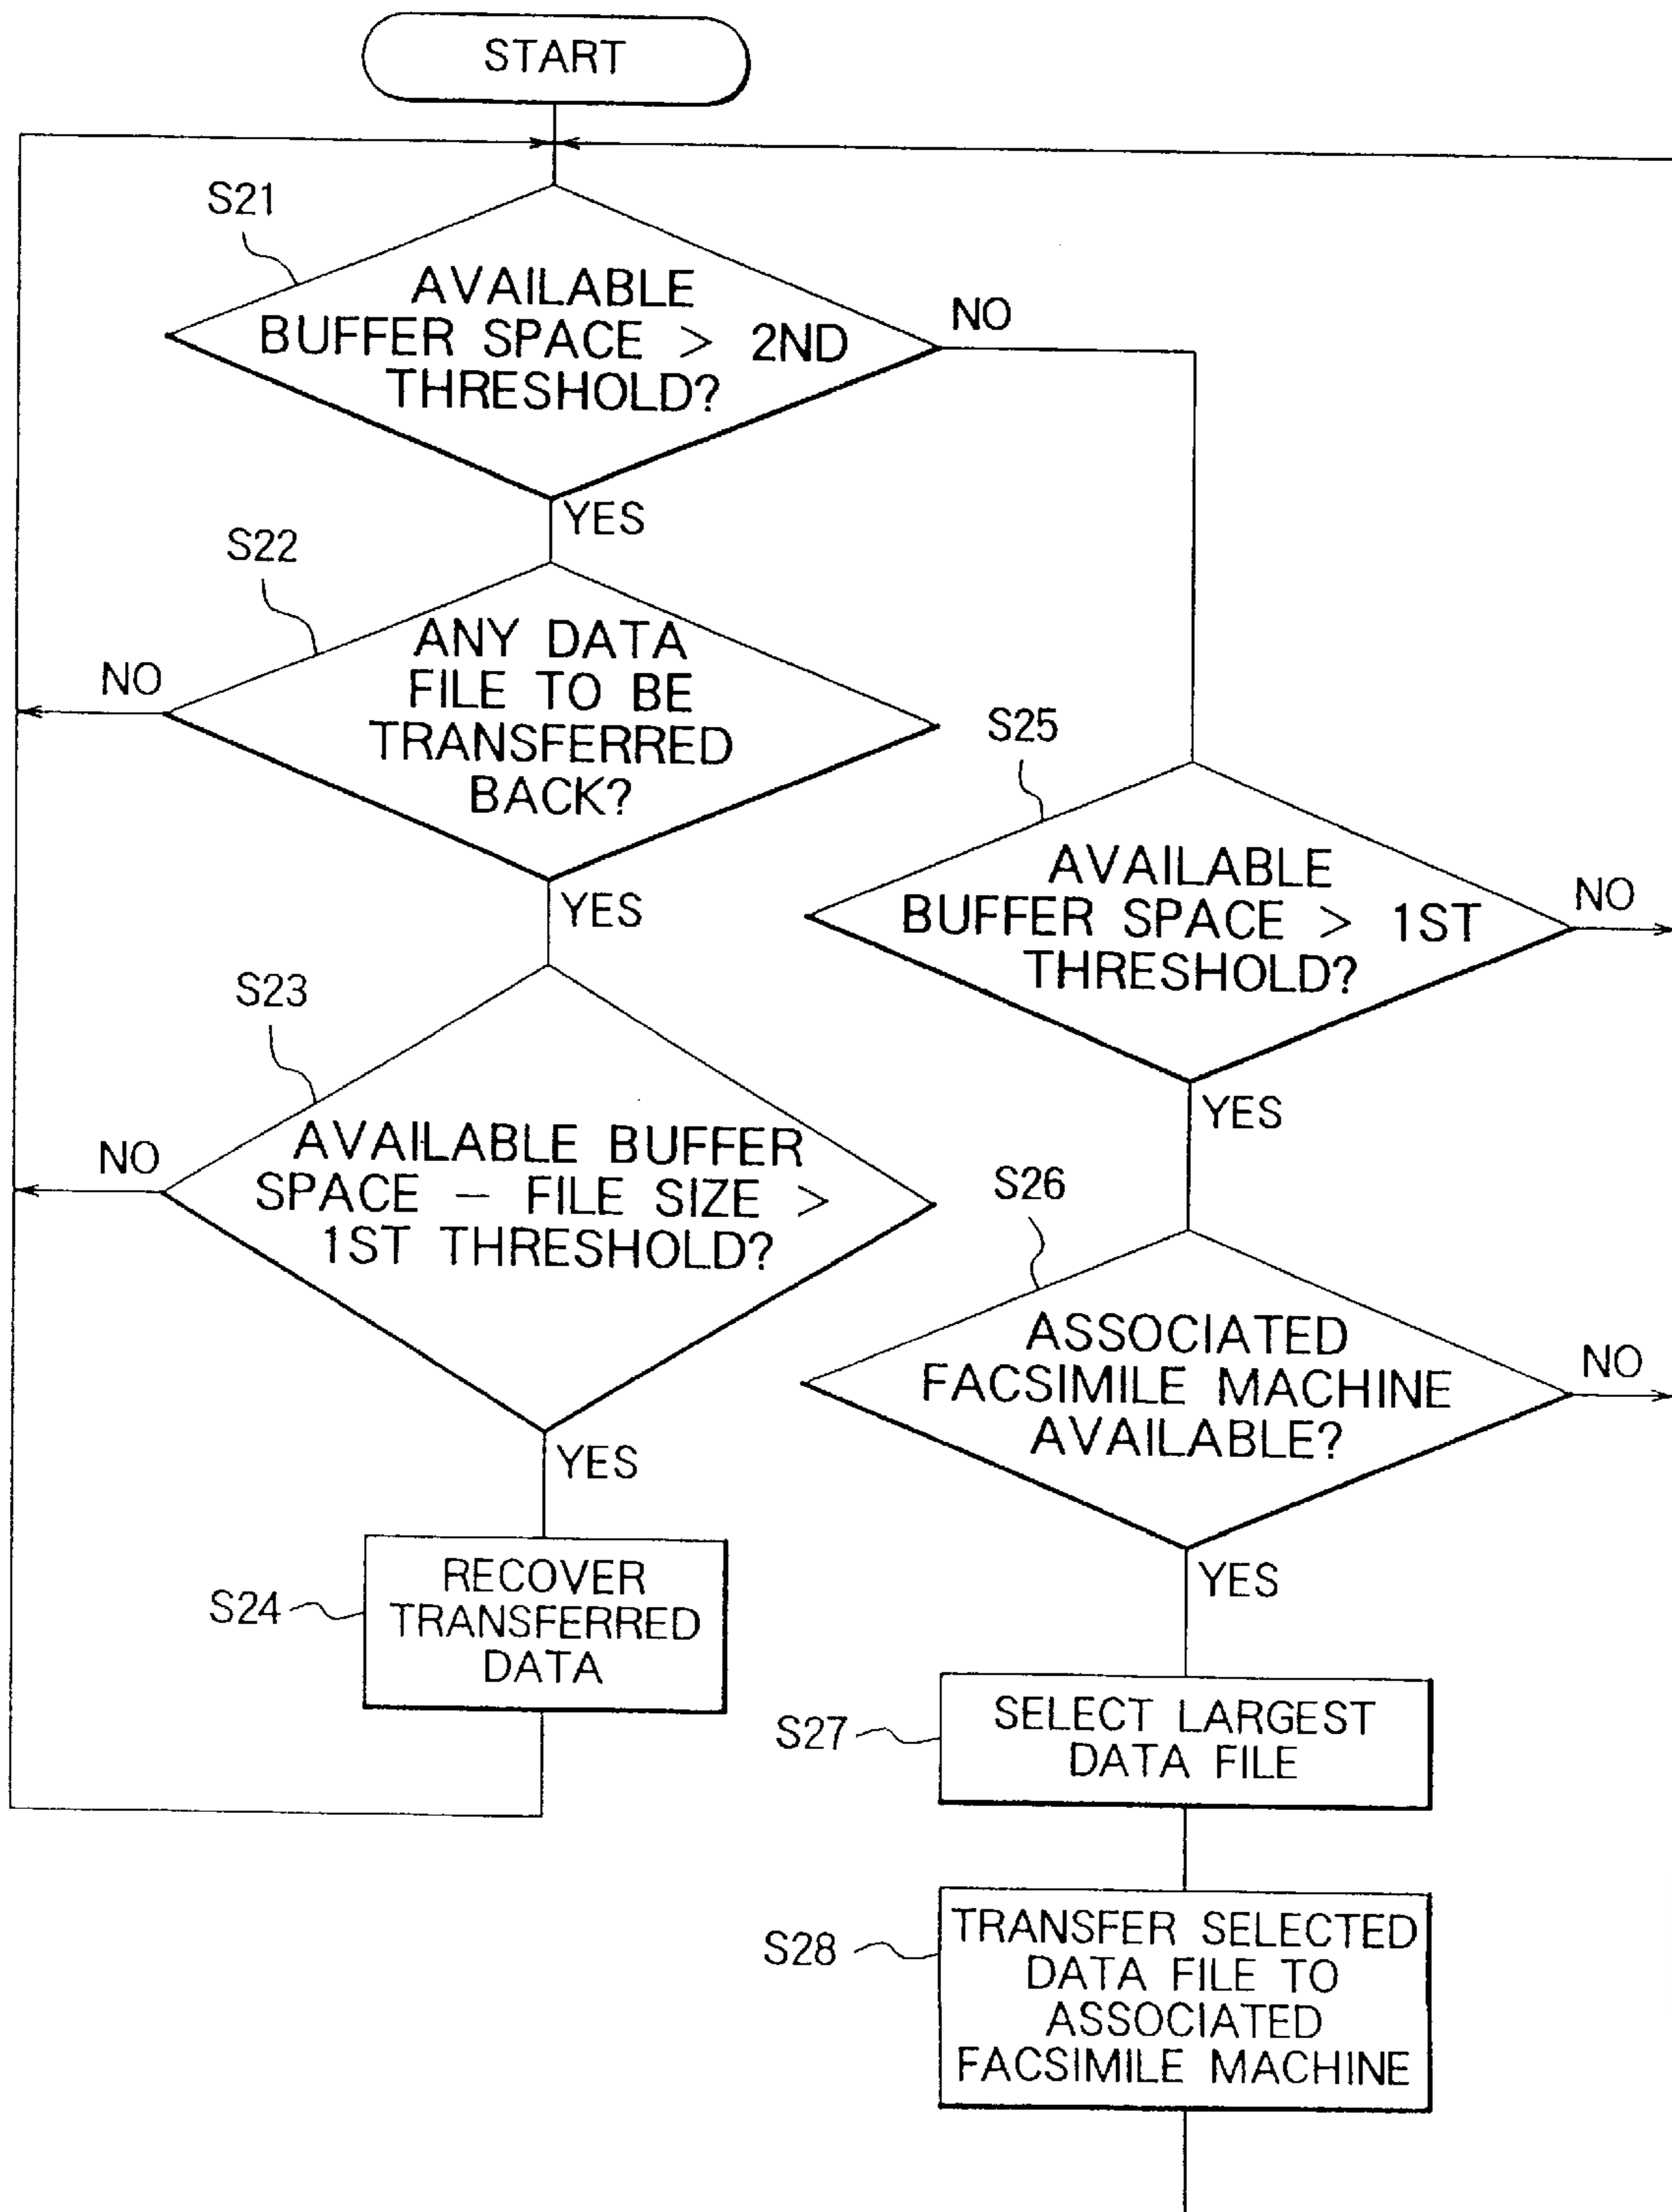 START
S21
AVAILABLE
BUFFER SPACE > 2ND
THRESHOLD?
NO
YES
S22
ANY DATA
FILE TO BE
TRANSFERRED
BACK?
NO
YES
S23
AVAILABLE BUFFER
SPACE – FILE SIZE >
1ST THRESHOLD?
NO
YES
S24
RECOVER
TRANSFERRED
DATA
S25
AVAILABLE
BUFFER SPACE > 1ST
THRESHOLD?
NO
YES
S26
ASSOCIATED
FACSIMILE MACHINE
AVAILABLE?
NO
YES
S27
SELECT LARGEST
DATA FILE
S28
TRANSFER SELECTED
DATA FILE TO
ASSOCIATED
FACSIMILE MACHINE